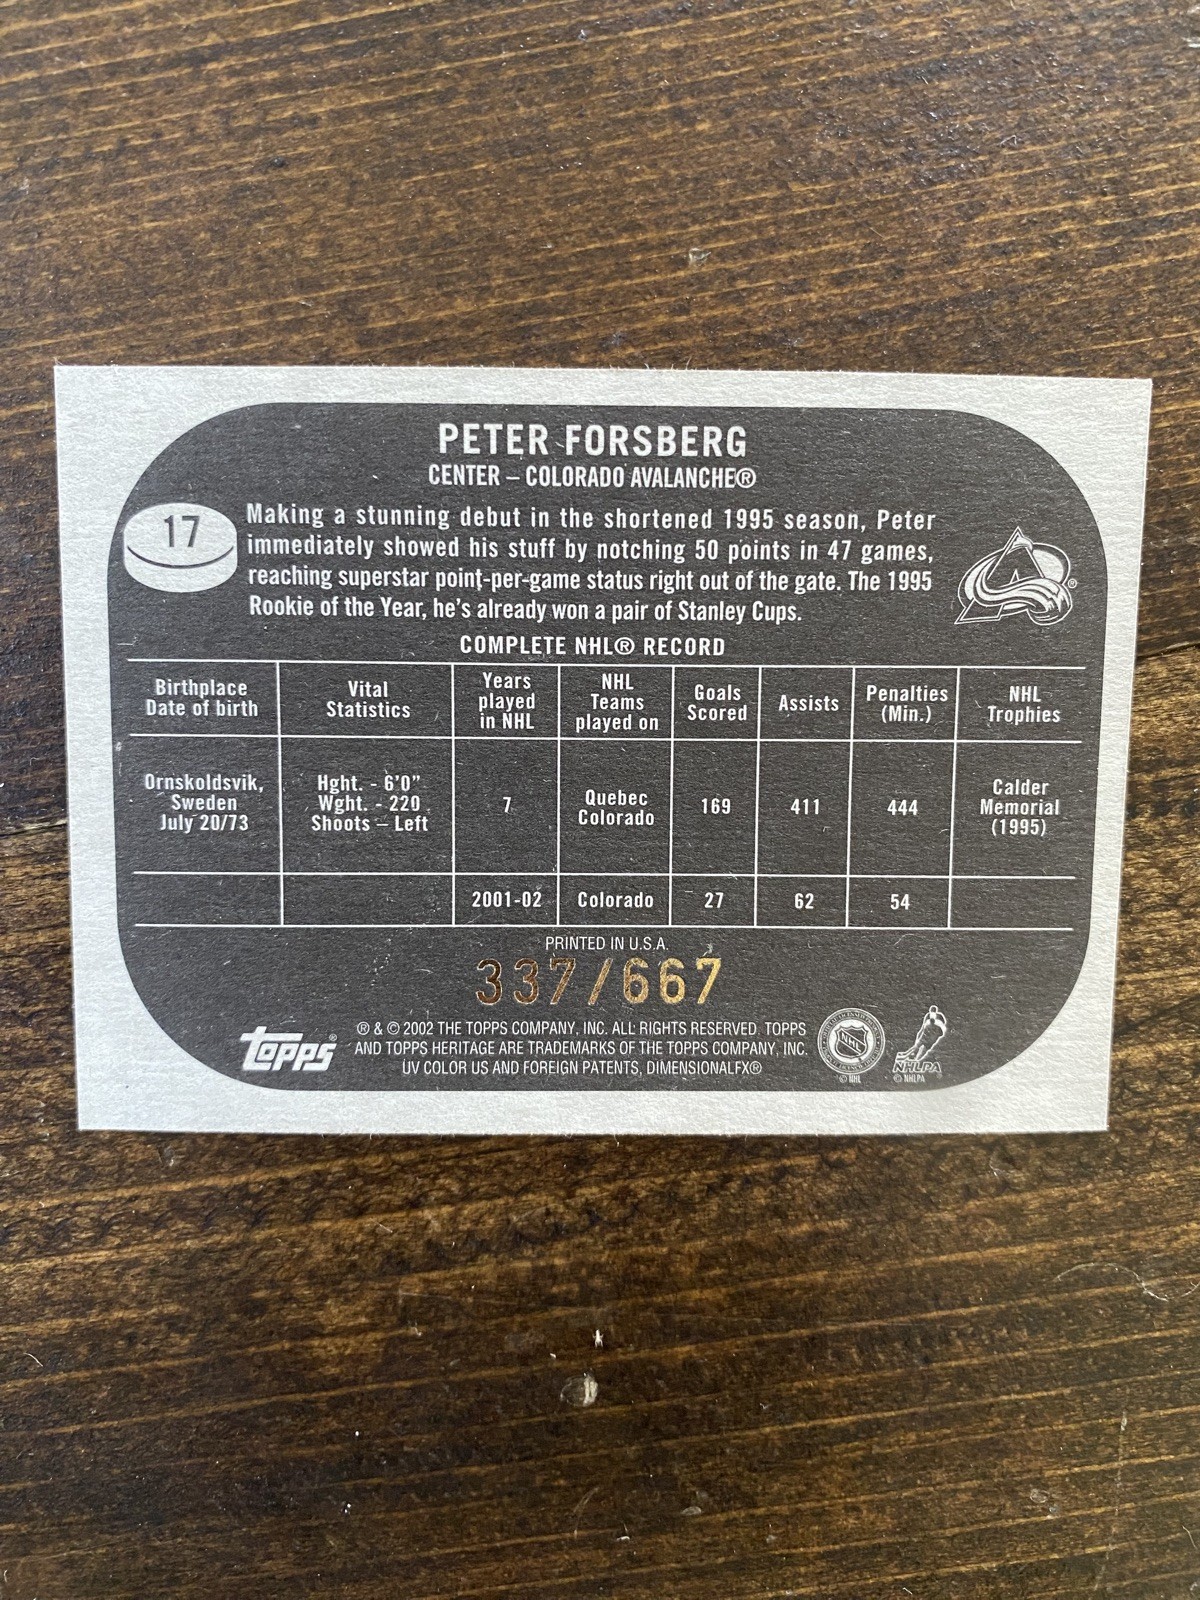 PETER FORSBERG
CENTER – COLORADO AVALANCHE®
17
Making a stunning debut in the shortened 1995 season, Peter
immediately showed his stuff by notching 50 points in 47 games,
reaching superstar point-per-game status right out of the gate. The 1995
Rookie of the Year, he's already won a pair of Stanley Cups.
®
COMPLETE NHL® RECORD
Birthplace
Date of birth
Vital
Statistics
Years
played
in NHL
NHL
Teams
played on
Goals
Scored
Assists
Penalties
(Min.)
NHL
Trophies
Ornskoldsvik,
Sweden
July 20/73
Hght. - 6'0"
Wght. - 220
Shoots – Left
7
Quebec
Colorado
169
411
444
Calder
Memorial
(1995)
2001-02
Colorado
27
62
54
PRINTED IN U.S.A.
337/667
topps®
® & © 2002 THE TOPPS COMPANY, INC. ALL RIGHTS RESERVED. TOPPS
AND TOPPS HERITAGE ARE TRADEMARKS OF THE TOPPS COMPANY, INC.
UV COLOR US AND FOREIGN PATENTS, DIMENSIONALFX®
NHL
© NHL
NHLPA
© NHLPA